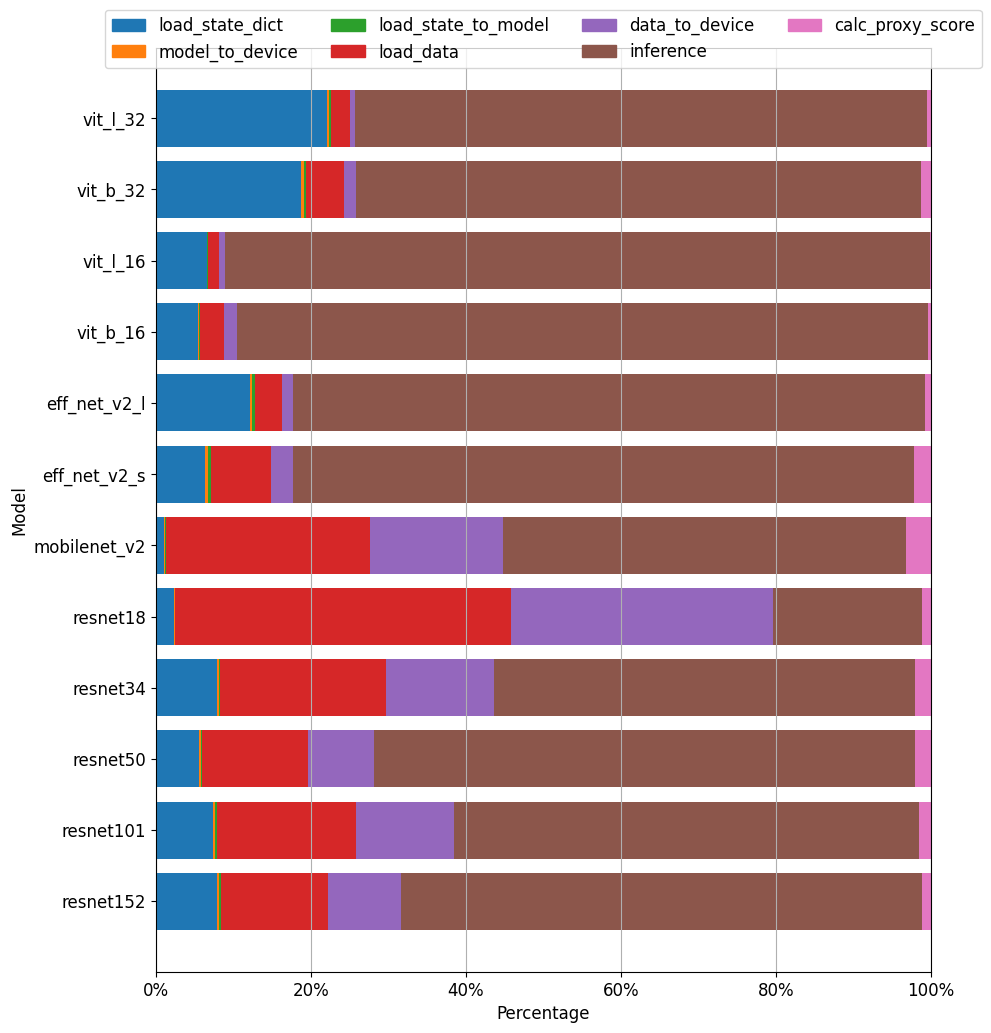 load_state_dict load_state_to_model data_to_device calc_proxy_score
model_to_device load_data inference
vit_l_32
vit_b_32
vit_l_16
vit_b_16
eff_net_v2_l
eff_net_v2_s
mobilenet_v2
resnet18
resnet34
resnet50
resnet101
resnet152
Model
0% 20% 40% 60% 80% 100%
Percentage